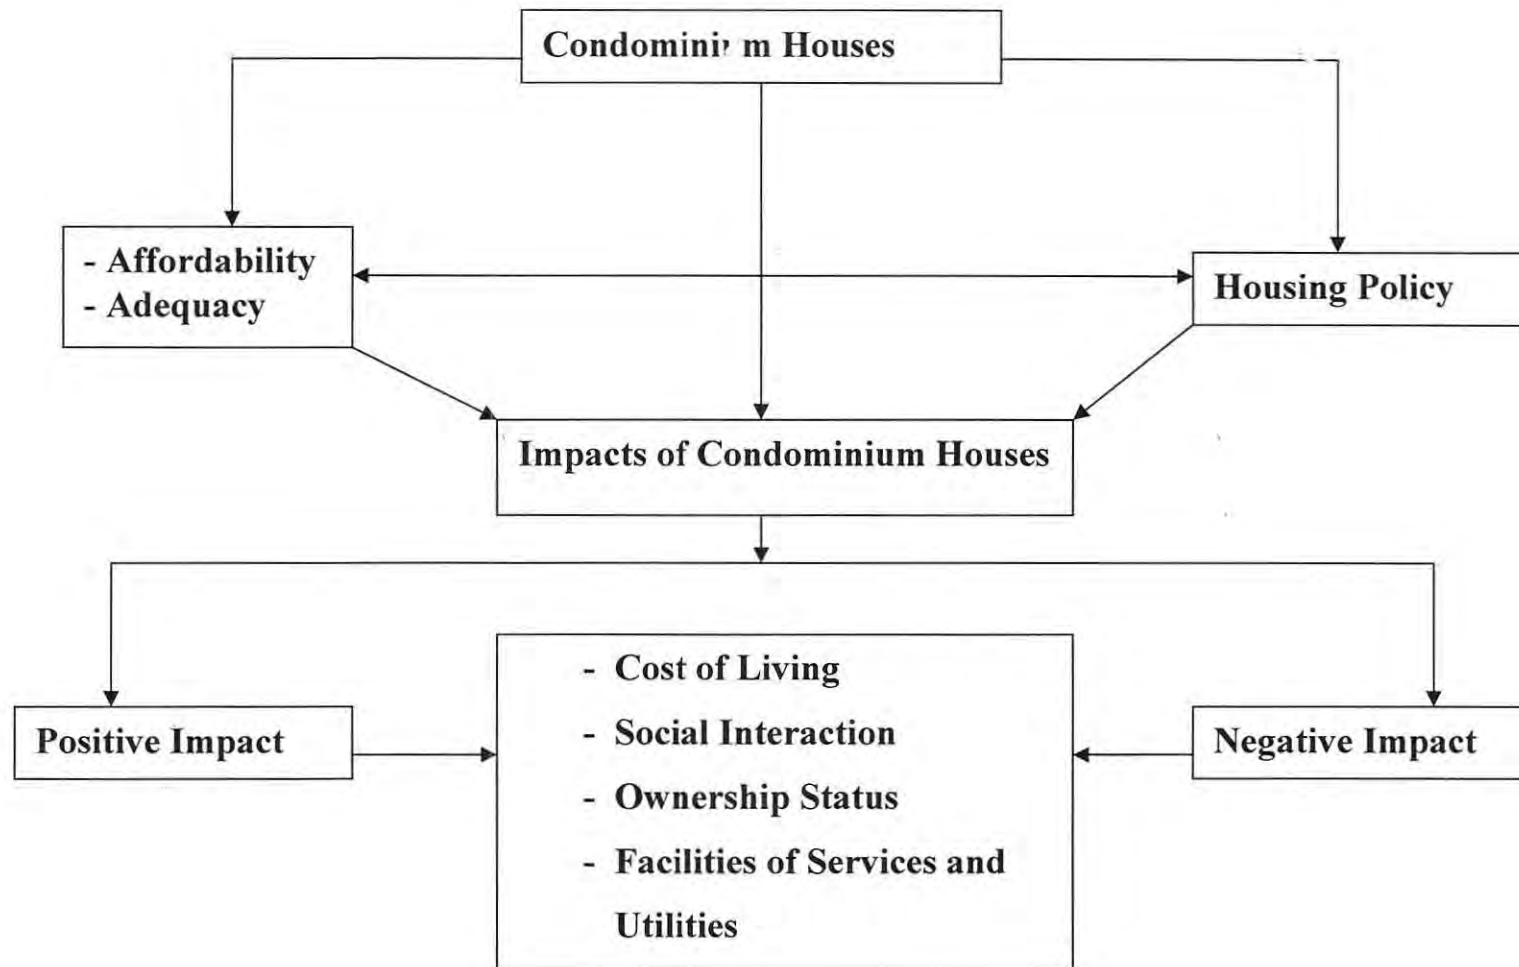 Condomini m Houses
- Affordability
- Adequacy
Housing Policy
Impacts of Condominium Houses
Positive Impact
- Cost of Living
- Social Interaction
- Ownership Status
- Facilities of Services and
Utilities
Negative Impact